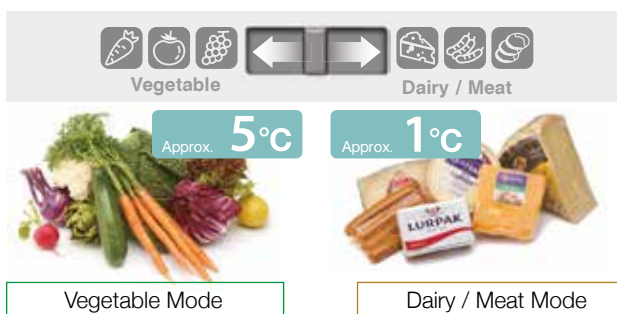 Vegetable
Dairy / Meat
Approx. 5°C
Approx. 1°C
LURPAK
Vegetable Mode
Dairy / Meat Mode